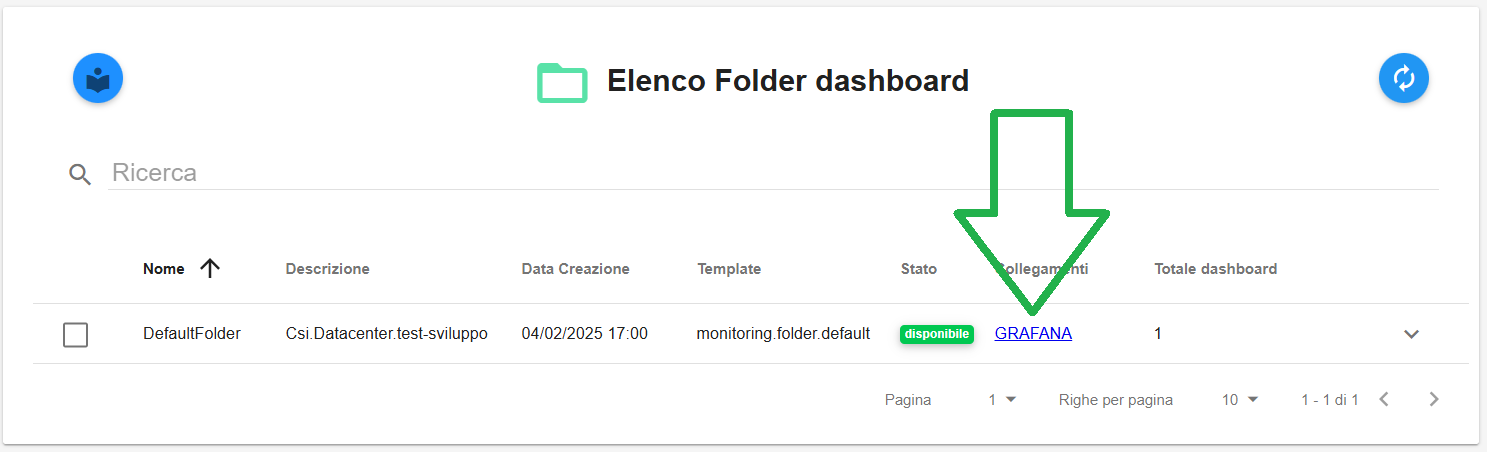 Elenco Folder dashboard
Ricerca
Nome Descrizione Data Creazione Template Stato Collegamenti Totale dashboard
DefaultFolder Csi.Datacenter.test-sviluppo 04/02/2025 17:00 monitoring.folder.default disponibile GRAFANA 1
Pagina 1 Righe per pagina 10 1 - 1 di 1